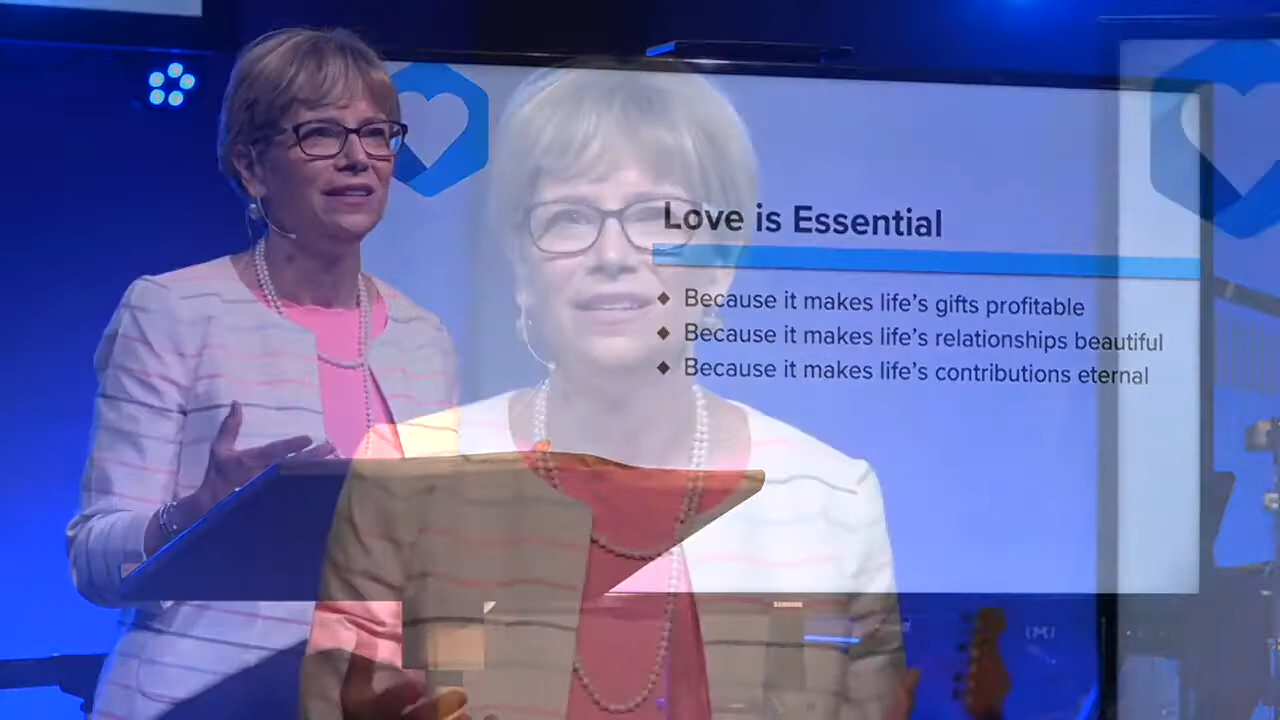 Love is Essential
◆ Because it makes life's gifts profitable
◆ Because it makes life's relationships beautiful
◆ Because it makes life's contributions eternal
SAMSUNG